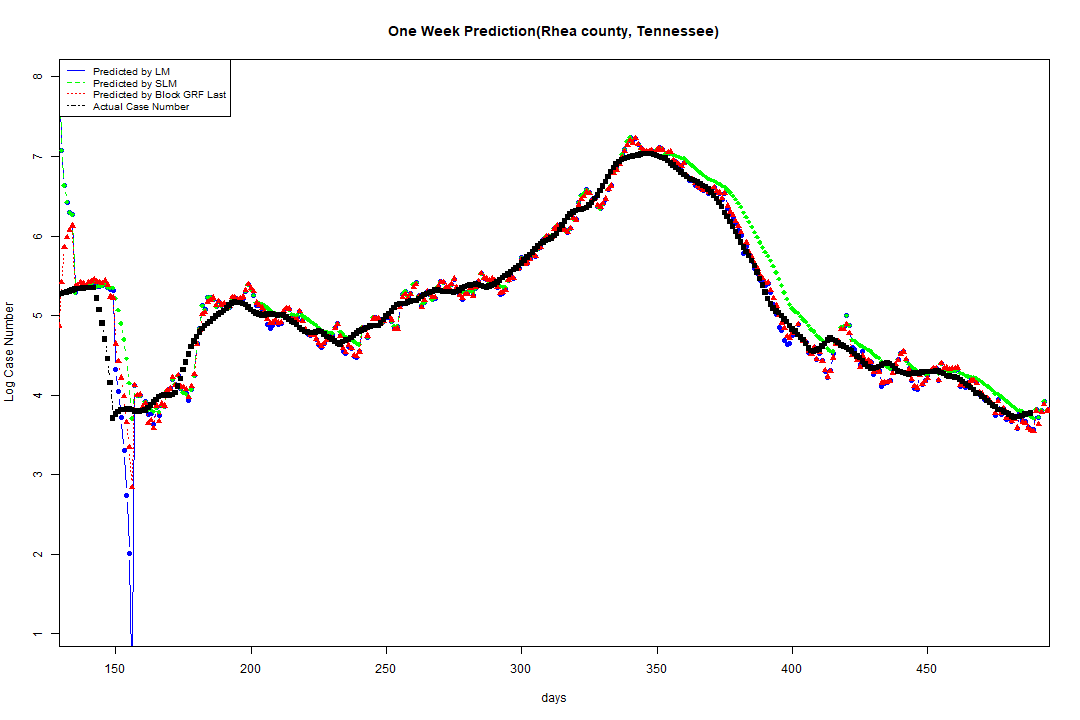 One Week Prediction(Rhea county, Tennessee)
Predicted by LM
Predicted by SLM
Predicted by Block GRF Last
Actual Case Number
8
7
6
5
4
3
2
1
Log Case Number
150 200 250 300 350 400 450
days